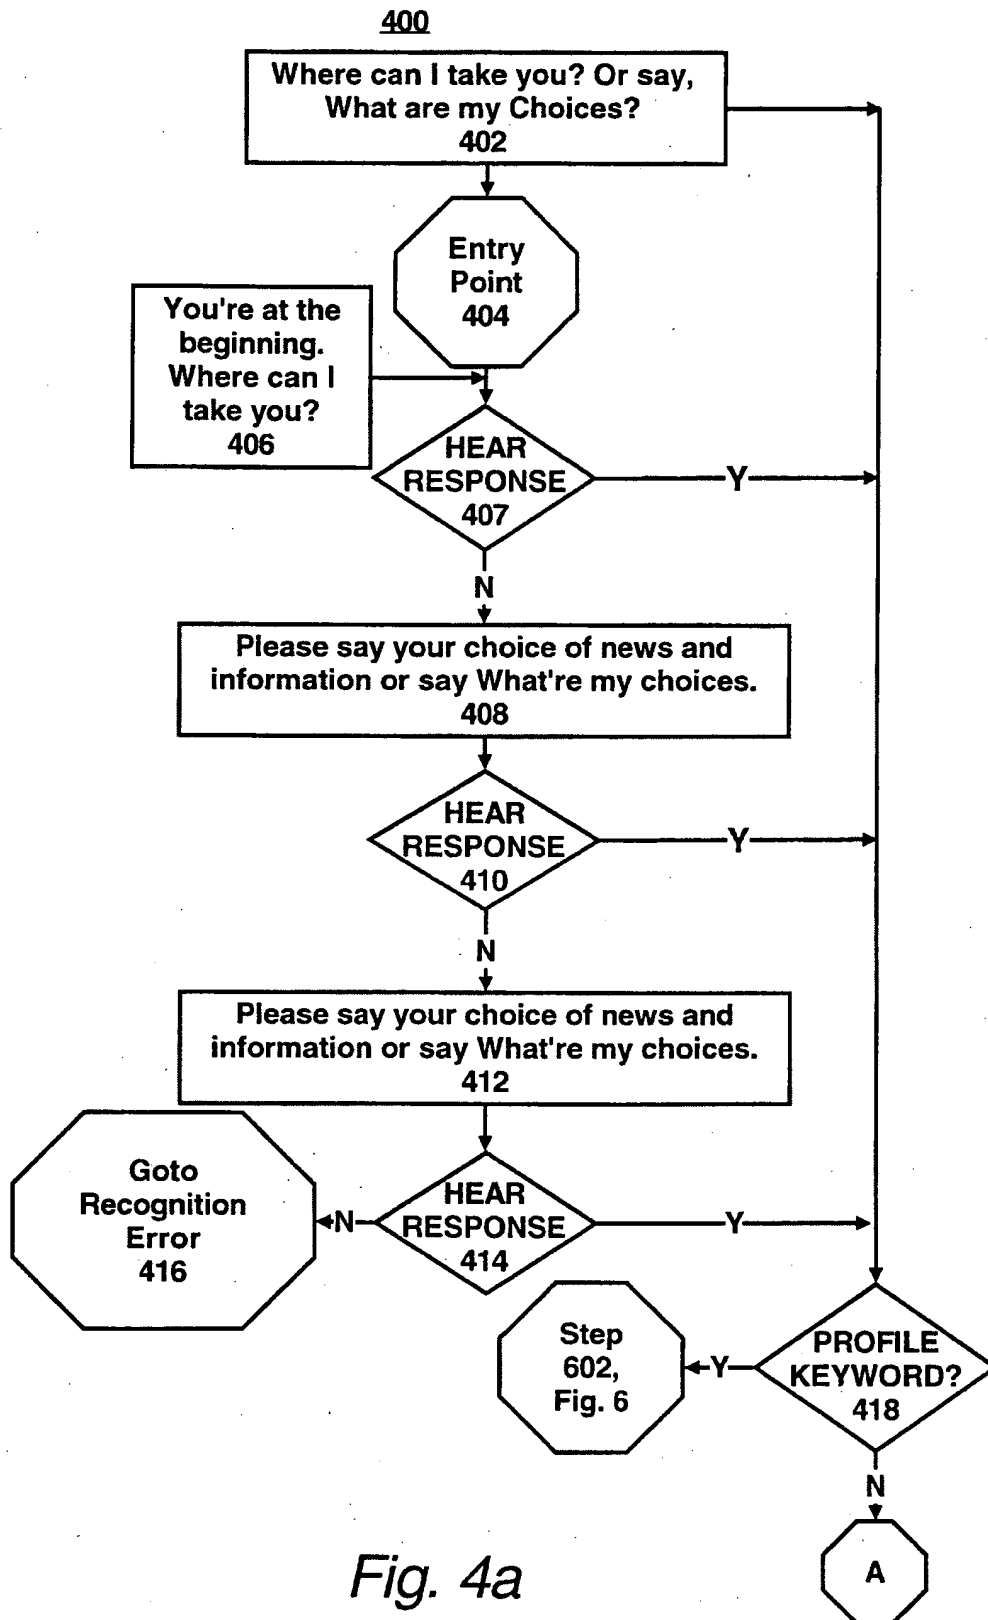 400
Where can I take you? Or say,
What are my Choices?
402
Entry
Point
404
You're at the
beginning.
Where can I
take you?
406
HEAR
RESPONSE
407
Y
N
Please say your choice of news and
information or say What're my choices.
408
HEAR
RESPONSE
410
Y
N
Please say your choice of news and
information or say What're my choices.
412
Goto
Recognition
Error
416
N
HEAR
RESPONSE
414
Y
Step
602,
Fig. 6
Y
PROFILE
KEYWORD?
418
N
A
Fig. 4a